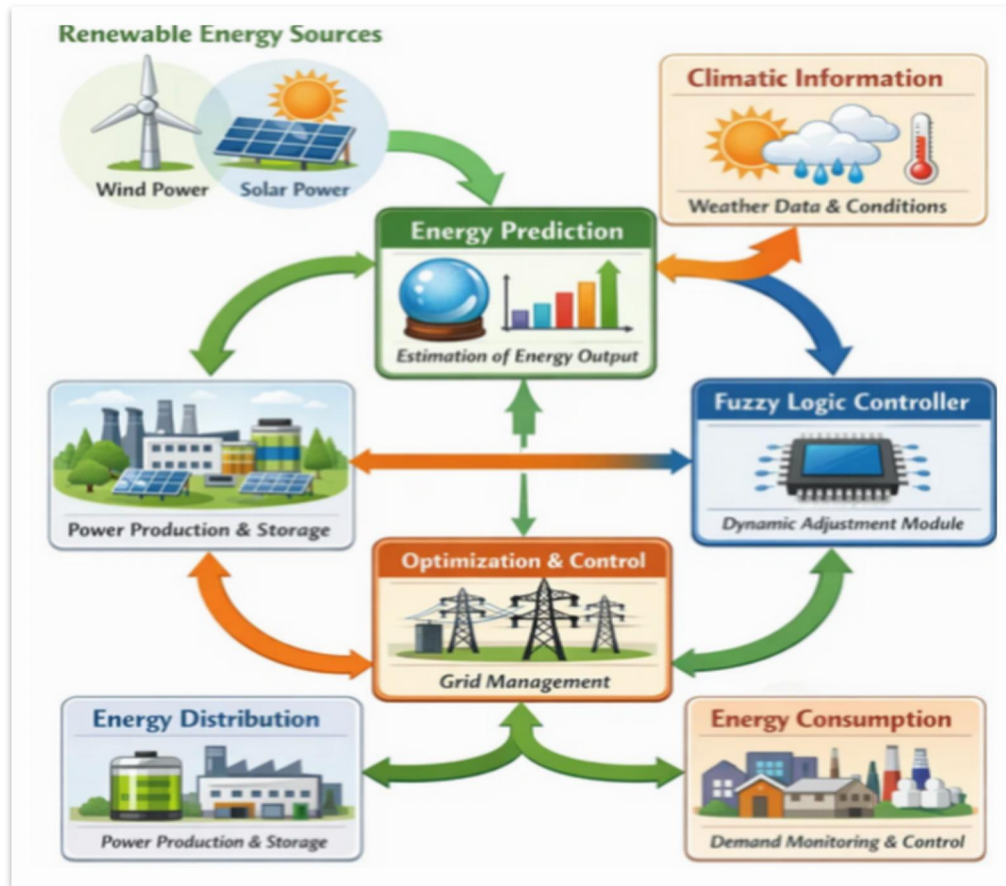 Renewable Energy Sources
Wind Power
Solar Power
Climatic Information
Weather Data & Conditions
Energy Prediction
Estimation of Energy Output
Power Production & Storage
Fuzzy Logic Controller
Dynamic Adjustment Module
Optimization & Control
Grid Management
Energy Distribution
Power Production & Storage
Energy Consumption
Demand Monitoring & Control